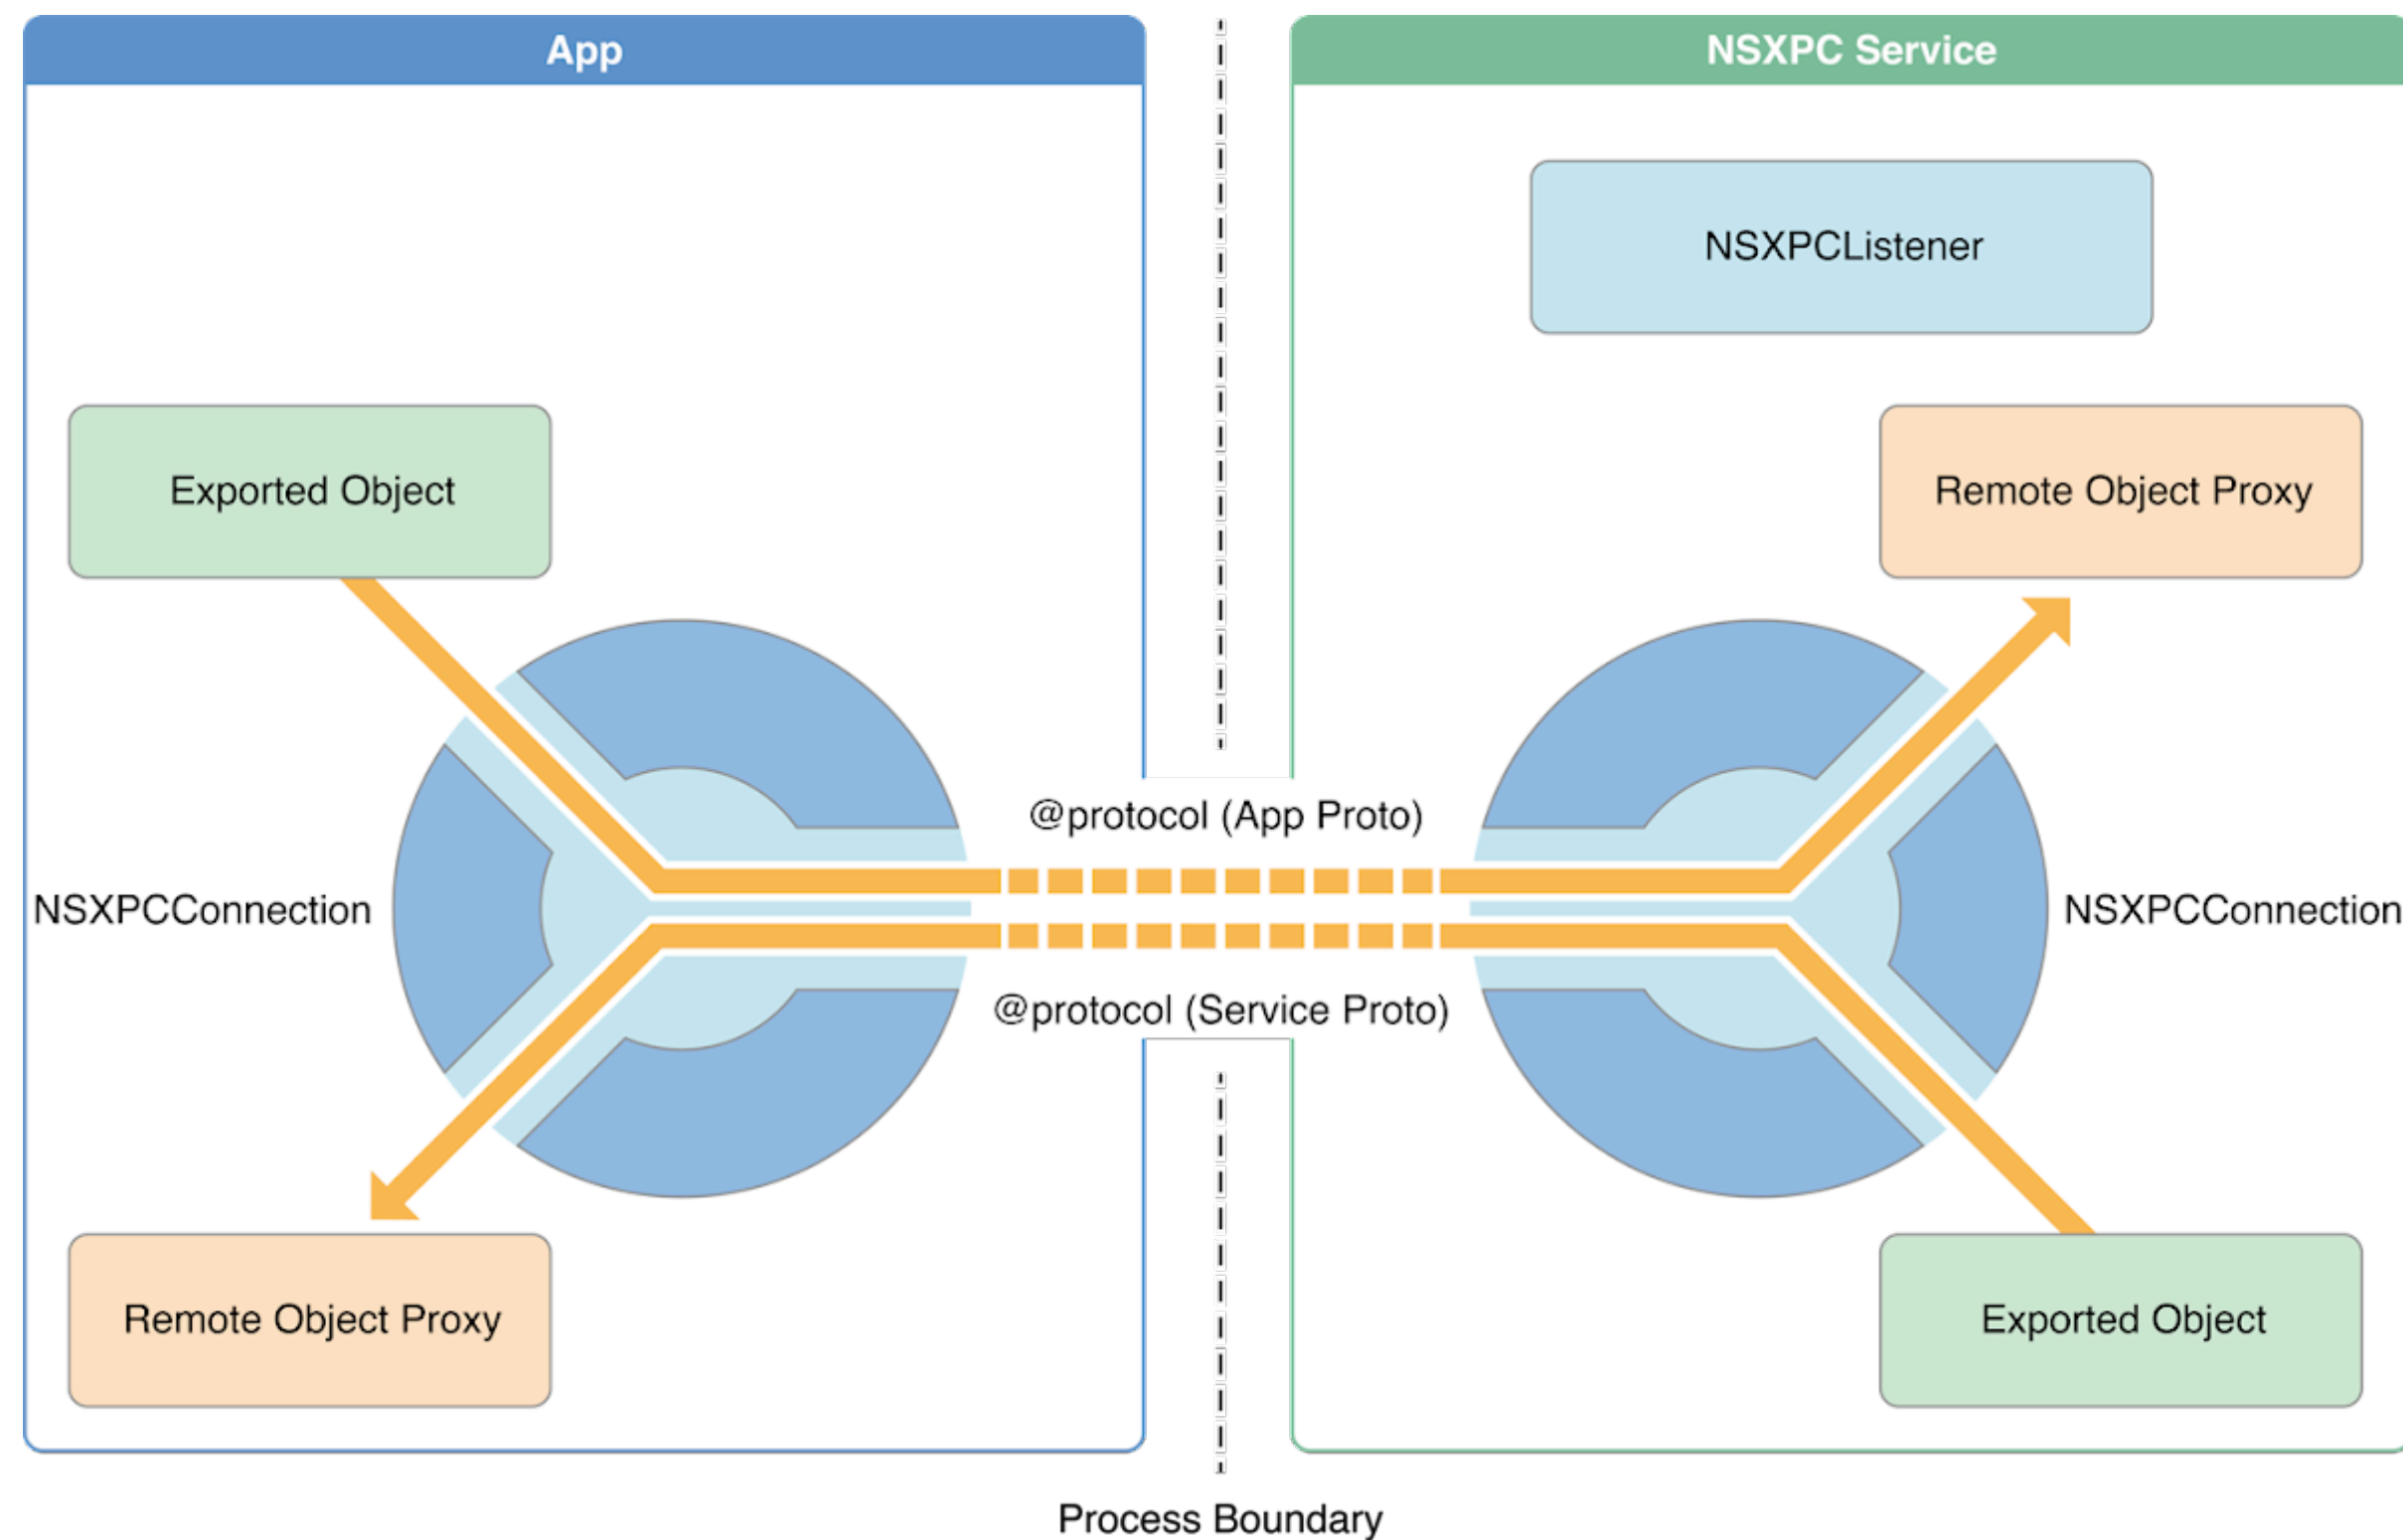 App
NSXPC Service
NSXPCListener
Exported Object
Remote Object Proxy
@protocol (App Proto)
NSXPCConnection
NSXPCConnection
@protocol (Service Proto)
Remote Object Proxy
Exported Object
Process Boundary